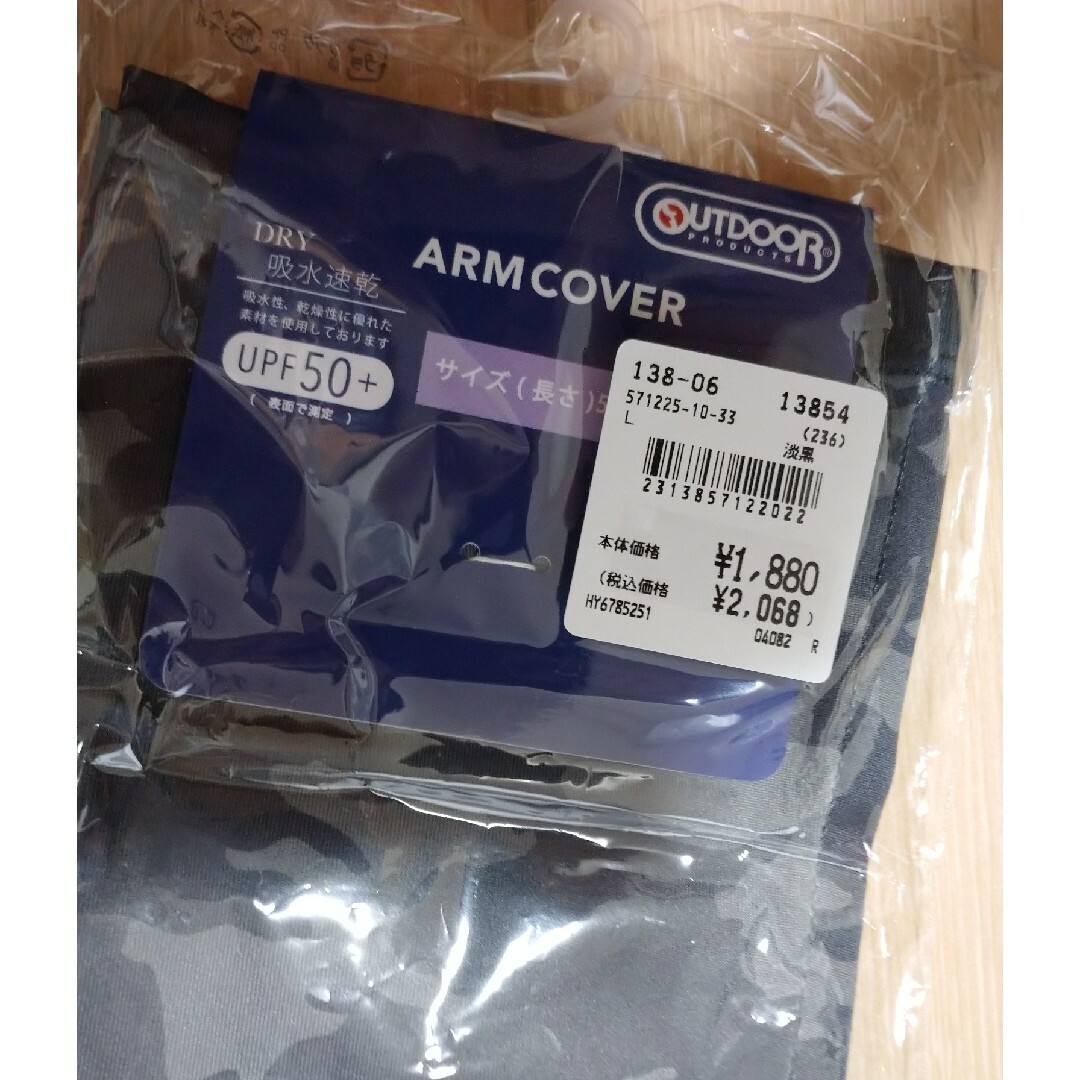 OUTDOOR
PRODUCTS
DRY
吸水速乾
吸水性、乾燥性に優れた
素材を使用しております
UPF50+
( 表面で測定 )
ARM COVER
サイズ(長さ)5
138-06 13854
571225-10-33 (236)
L 淡黒
2313857122022
本体価格 ¥1,880
(税込価格 ¥2,068)
HY6785251 04082 R